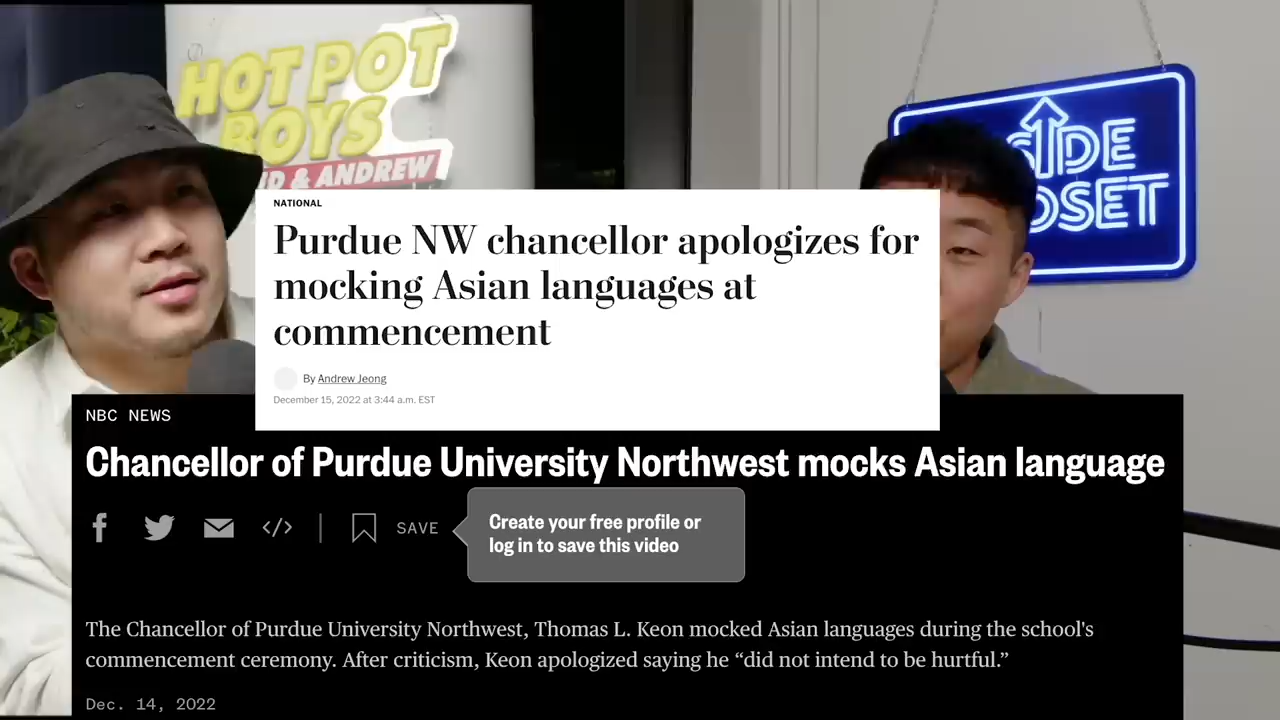 HOT POT
BOYS
& ANDREW
NATIONAL
Purdue NW chancellor apologizes for
mocking Asian languages at
commencement
By Andrew Jeong
December 15, 2022 at 3:44 a.m. EST
NBC NEWS
Chancellor of Purdue University Northwest mocks Asian language
SAVE
Create your free profile or
log in to save this video
The Chancellor of Purdue University Northwest, Thomas L. Keon mocked Asian languages during the school's
commencement ceremony. After criticism, Keon apologized saying he “did not intend to be hurtful.”
Dec. 14, 2022